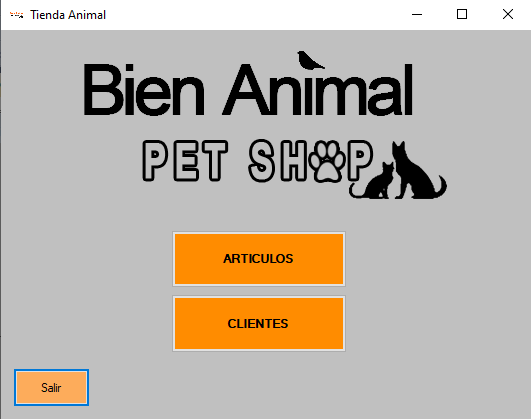 Tienda Animal
Bien Animal
PET SHOP
ARTICULOS
CLIENTES
Salir